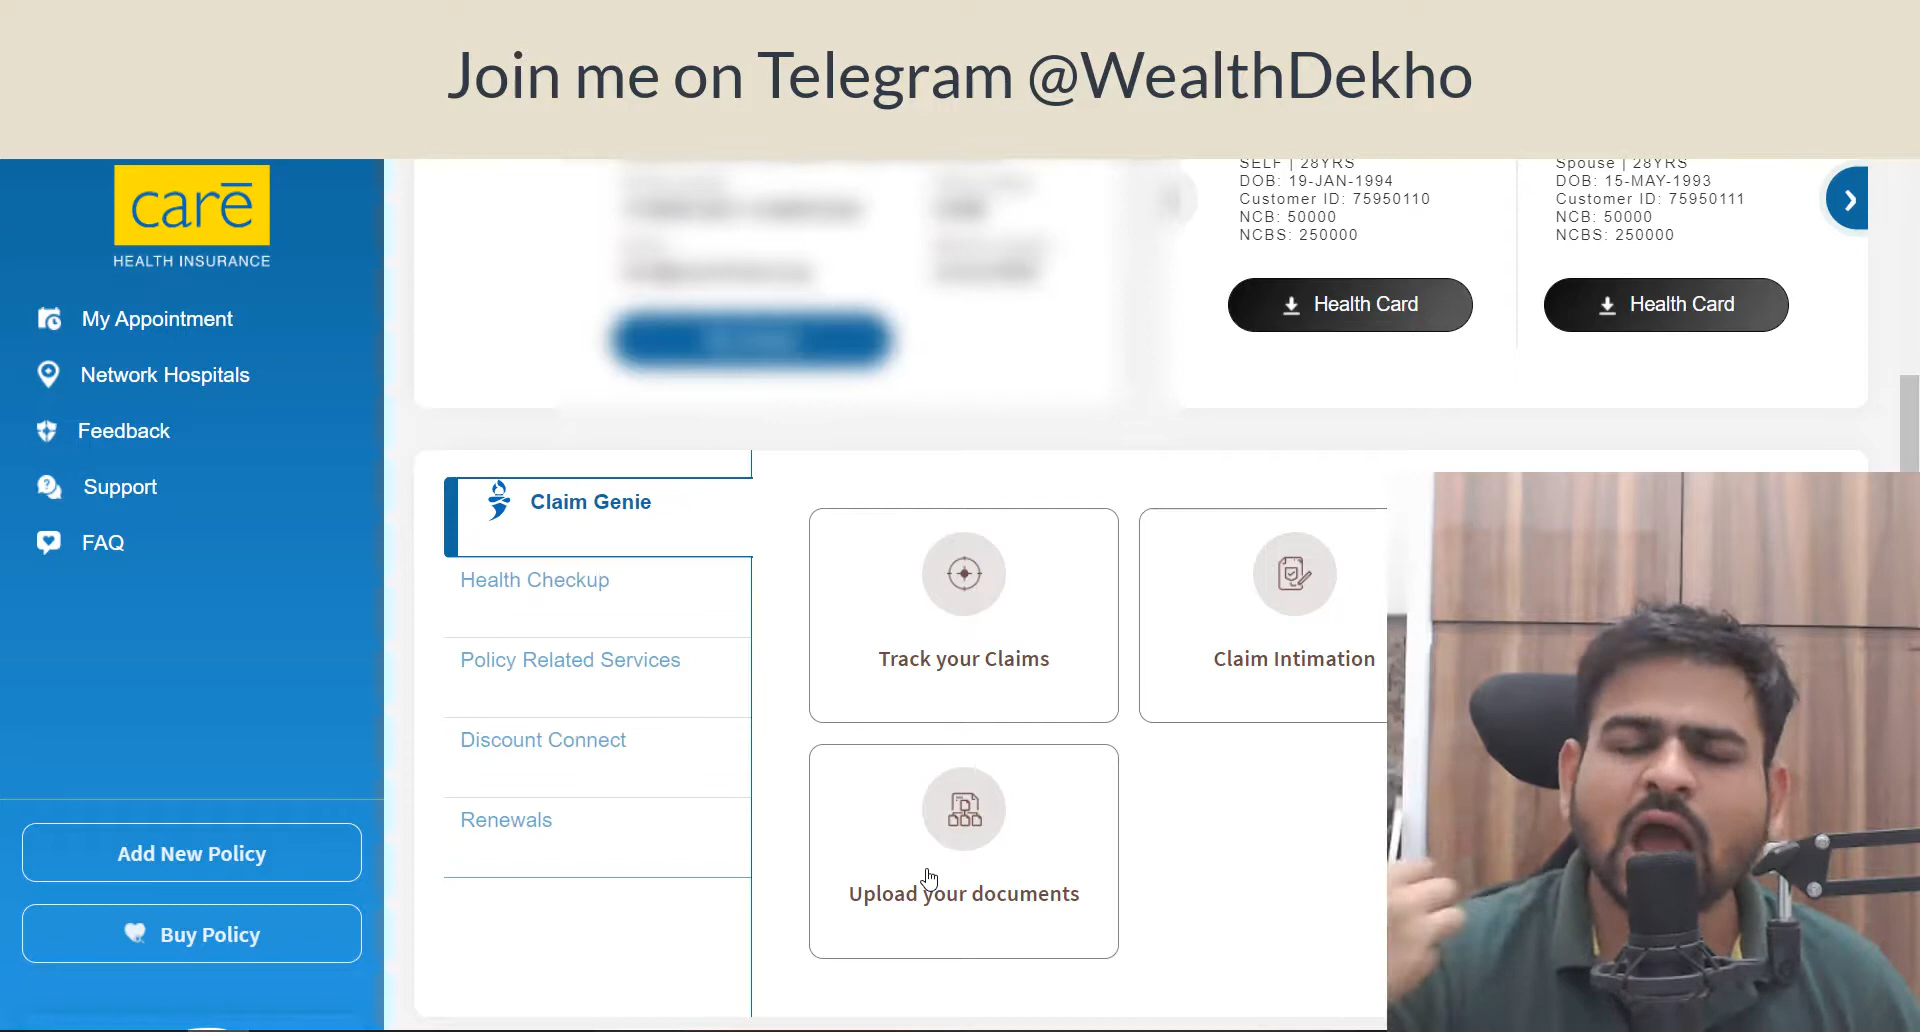 Join me on Telegram @WealthDekho
carē
HEALTH INSURANCE
My Appointment
Network Hospitals
Feedback
Support
FAQ
Add New Policy
Buy Policy
SELF | 28YRS
DOB: 19-JAN-1994
Customer ID: 75950110
NCB: 50000
NCBS: 250000
Health Card
Spouse | 28YRS
DOB: 15-MAY-1993
Customer ID: 75950111
NCB: 50000
NCBS: 250000
Health Card
Claim Genie
Health Checkup
Policy Related Services
Discount Connect
Renewals
Track your Claims
Claim Intimation
Upload your documents